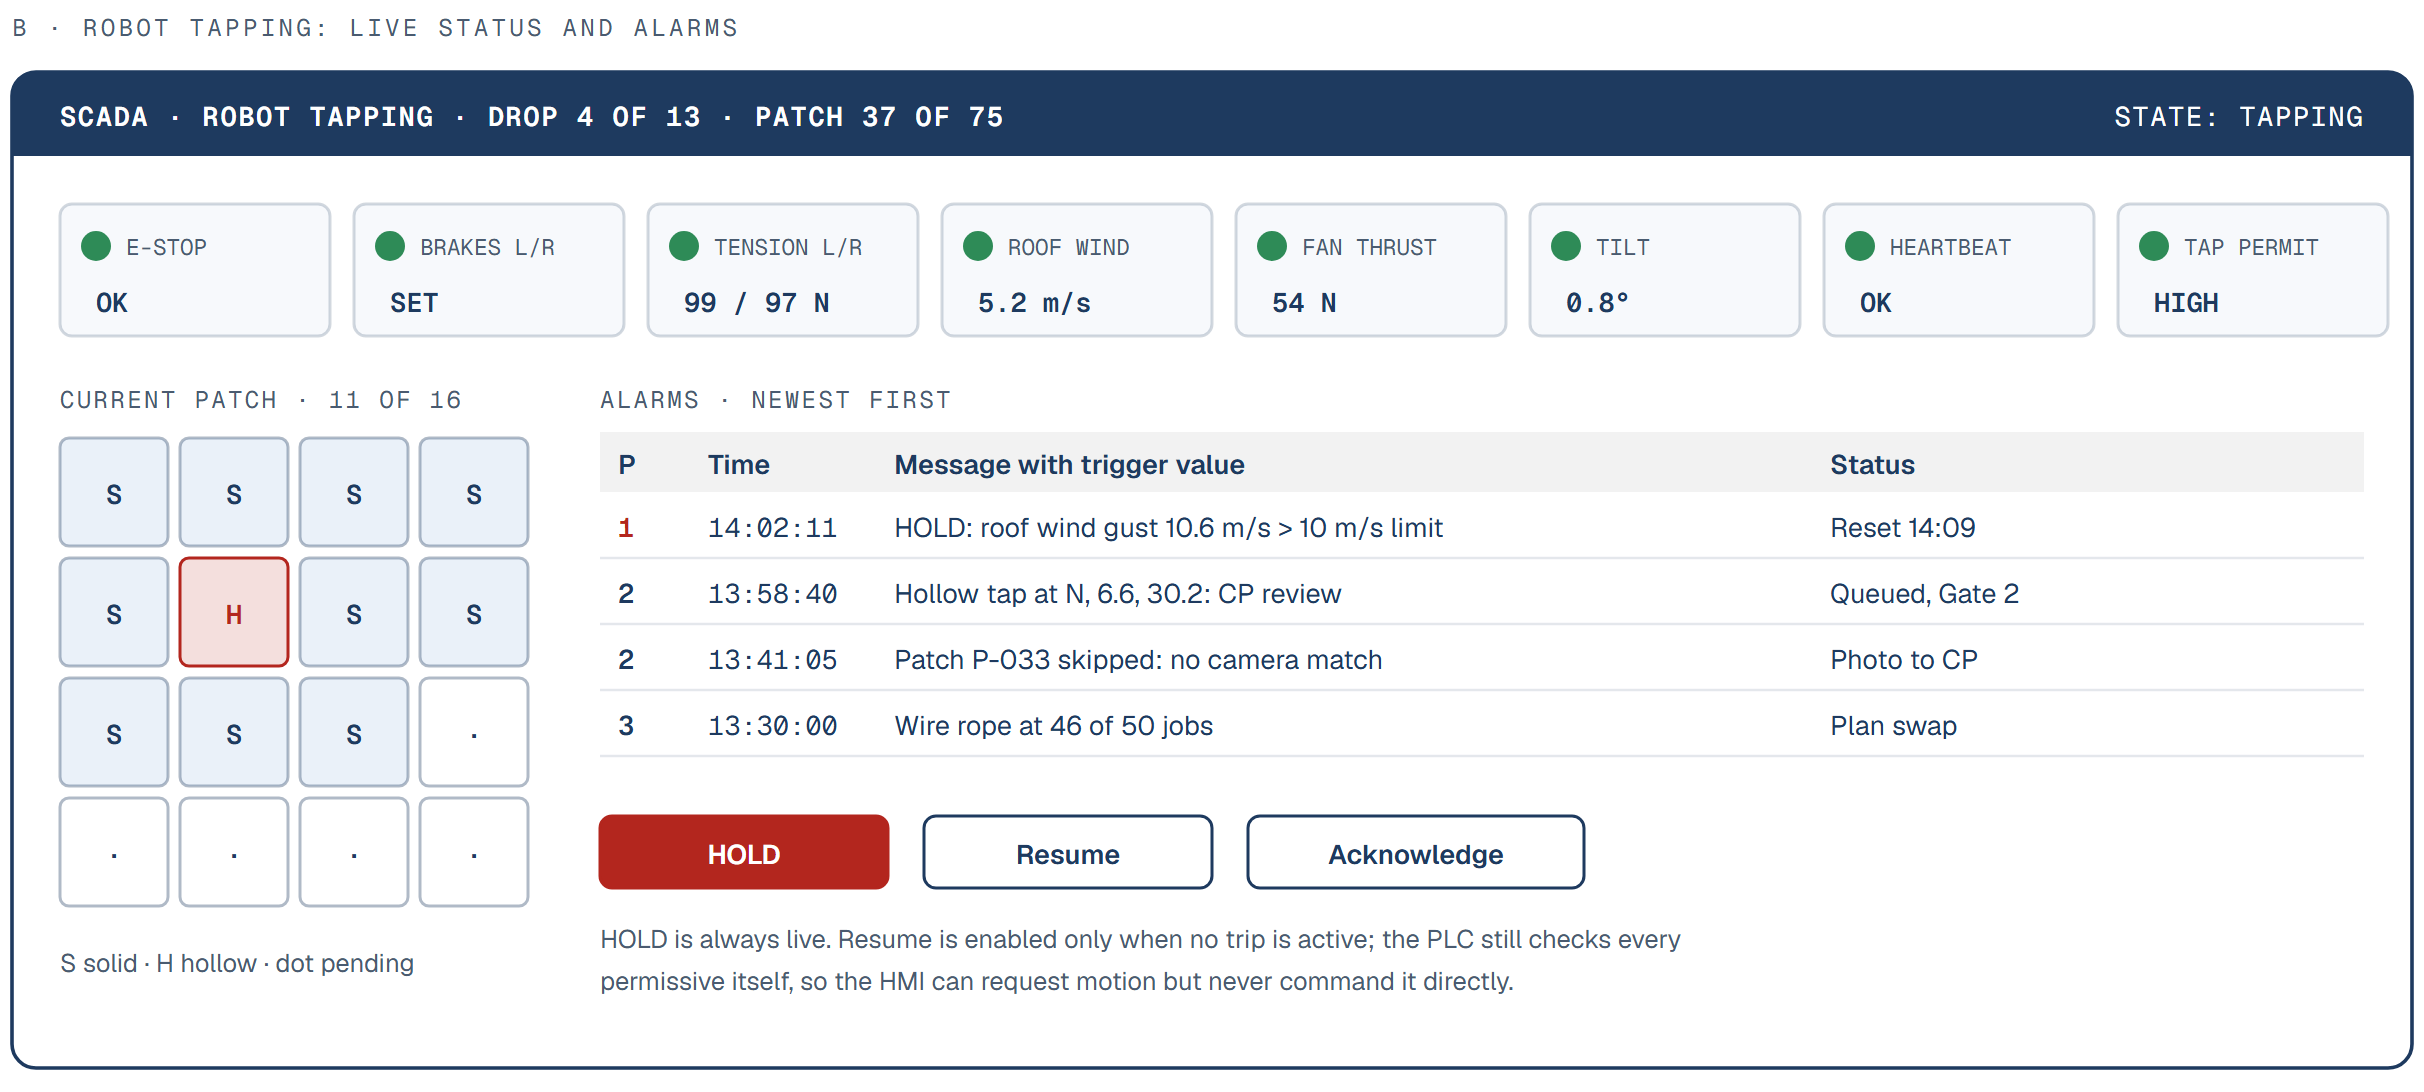 B · ROBOT TAPPING: LIVE STATUS AND ALARMS
SCADA · ROBOT TAPPING · DROP 4 OF 13 · PATCH 37 OF 75
STATE: TAPPING
E-STOP
OK
BRAKES L/R
SET
TENSION L/R
99 / 97 N
ROOF WIND
5.2 m/s
FAN THRUST
54 N
TILT
0.8°
HEARTBEAT
OK
TAP PERMIT
HIGH
CURRENT PATCH · 11 OF 16
S S S S
S H S S
S S S ·
· · · ·
S solid · H hollow · dot pending
ALARMS · NEWEST FIRST
P Time Message with trigger value Status
1 14:02:11 HOLD: roof wind gust 10.6 m/s > 10 m/s limit Reset 14:09
2 13:58:40 Hollow tap at N, 6.6, 30.2: CP review Queued, Gate 2
2 13:41:05 Patch P-033 skipped: no camera match Photo to CP
3 13:30:00 Wire rope at 46 of 50 jobs Plan swap
HOLD
Resume
Acknowledge
HOLD is always live. Resume is enabled only when no trip is active; the PLC still checks every
permissive itself, so the HMI can request motion but never command it directly.